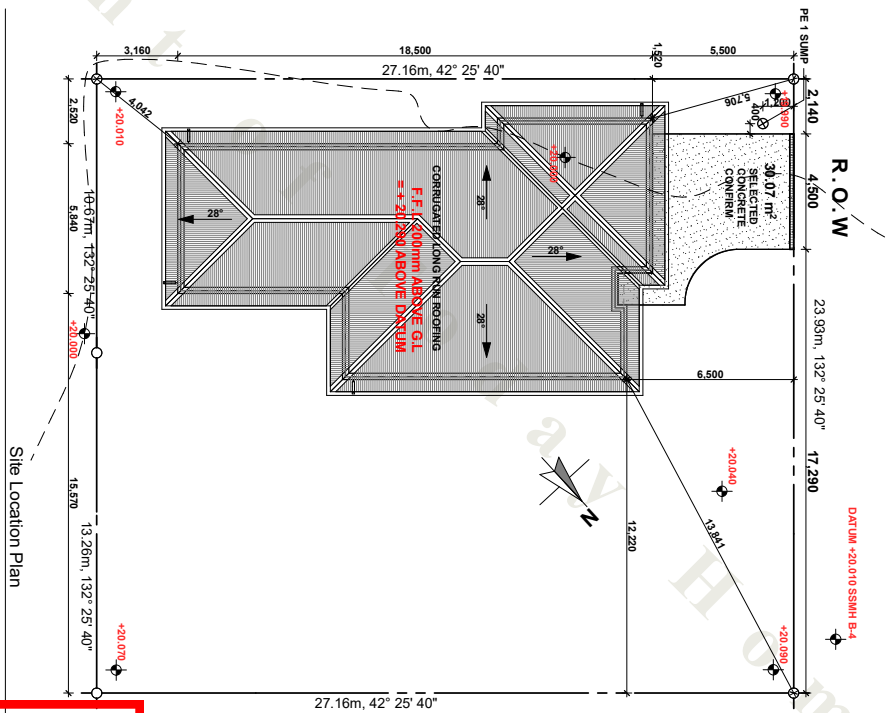 3,160
18,500
1,520
5,500
PE 1 SUMP
27.16m, 42° 25' 40"
2,520
4,042
+20.010
5,706
1,200
400
2,140
R.O.W
30.07 m²
SELECTED
CONCRETE
CONFIRM
4,500
28°
28°
28°
28°
CORRUGATED LONG RUN ROOFING
F.F.L 200mm ABOVE G.L
= + 20.290 ABOVE DATUM
10.67m, 132° 25' 40"
5,840
+20.000
23.93m, 132° 25' 40"
6,500
17,290
+20.040
N
12,220
13,841
DATUM +20.010 SSMH B-4
Site Location Plan
15,570
13.26m, 132° 25' 40"
+20.070
+20.090
27.16m, 42° 25' 40"